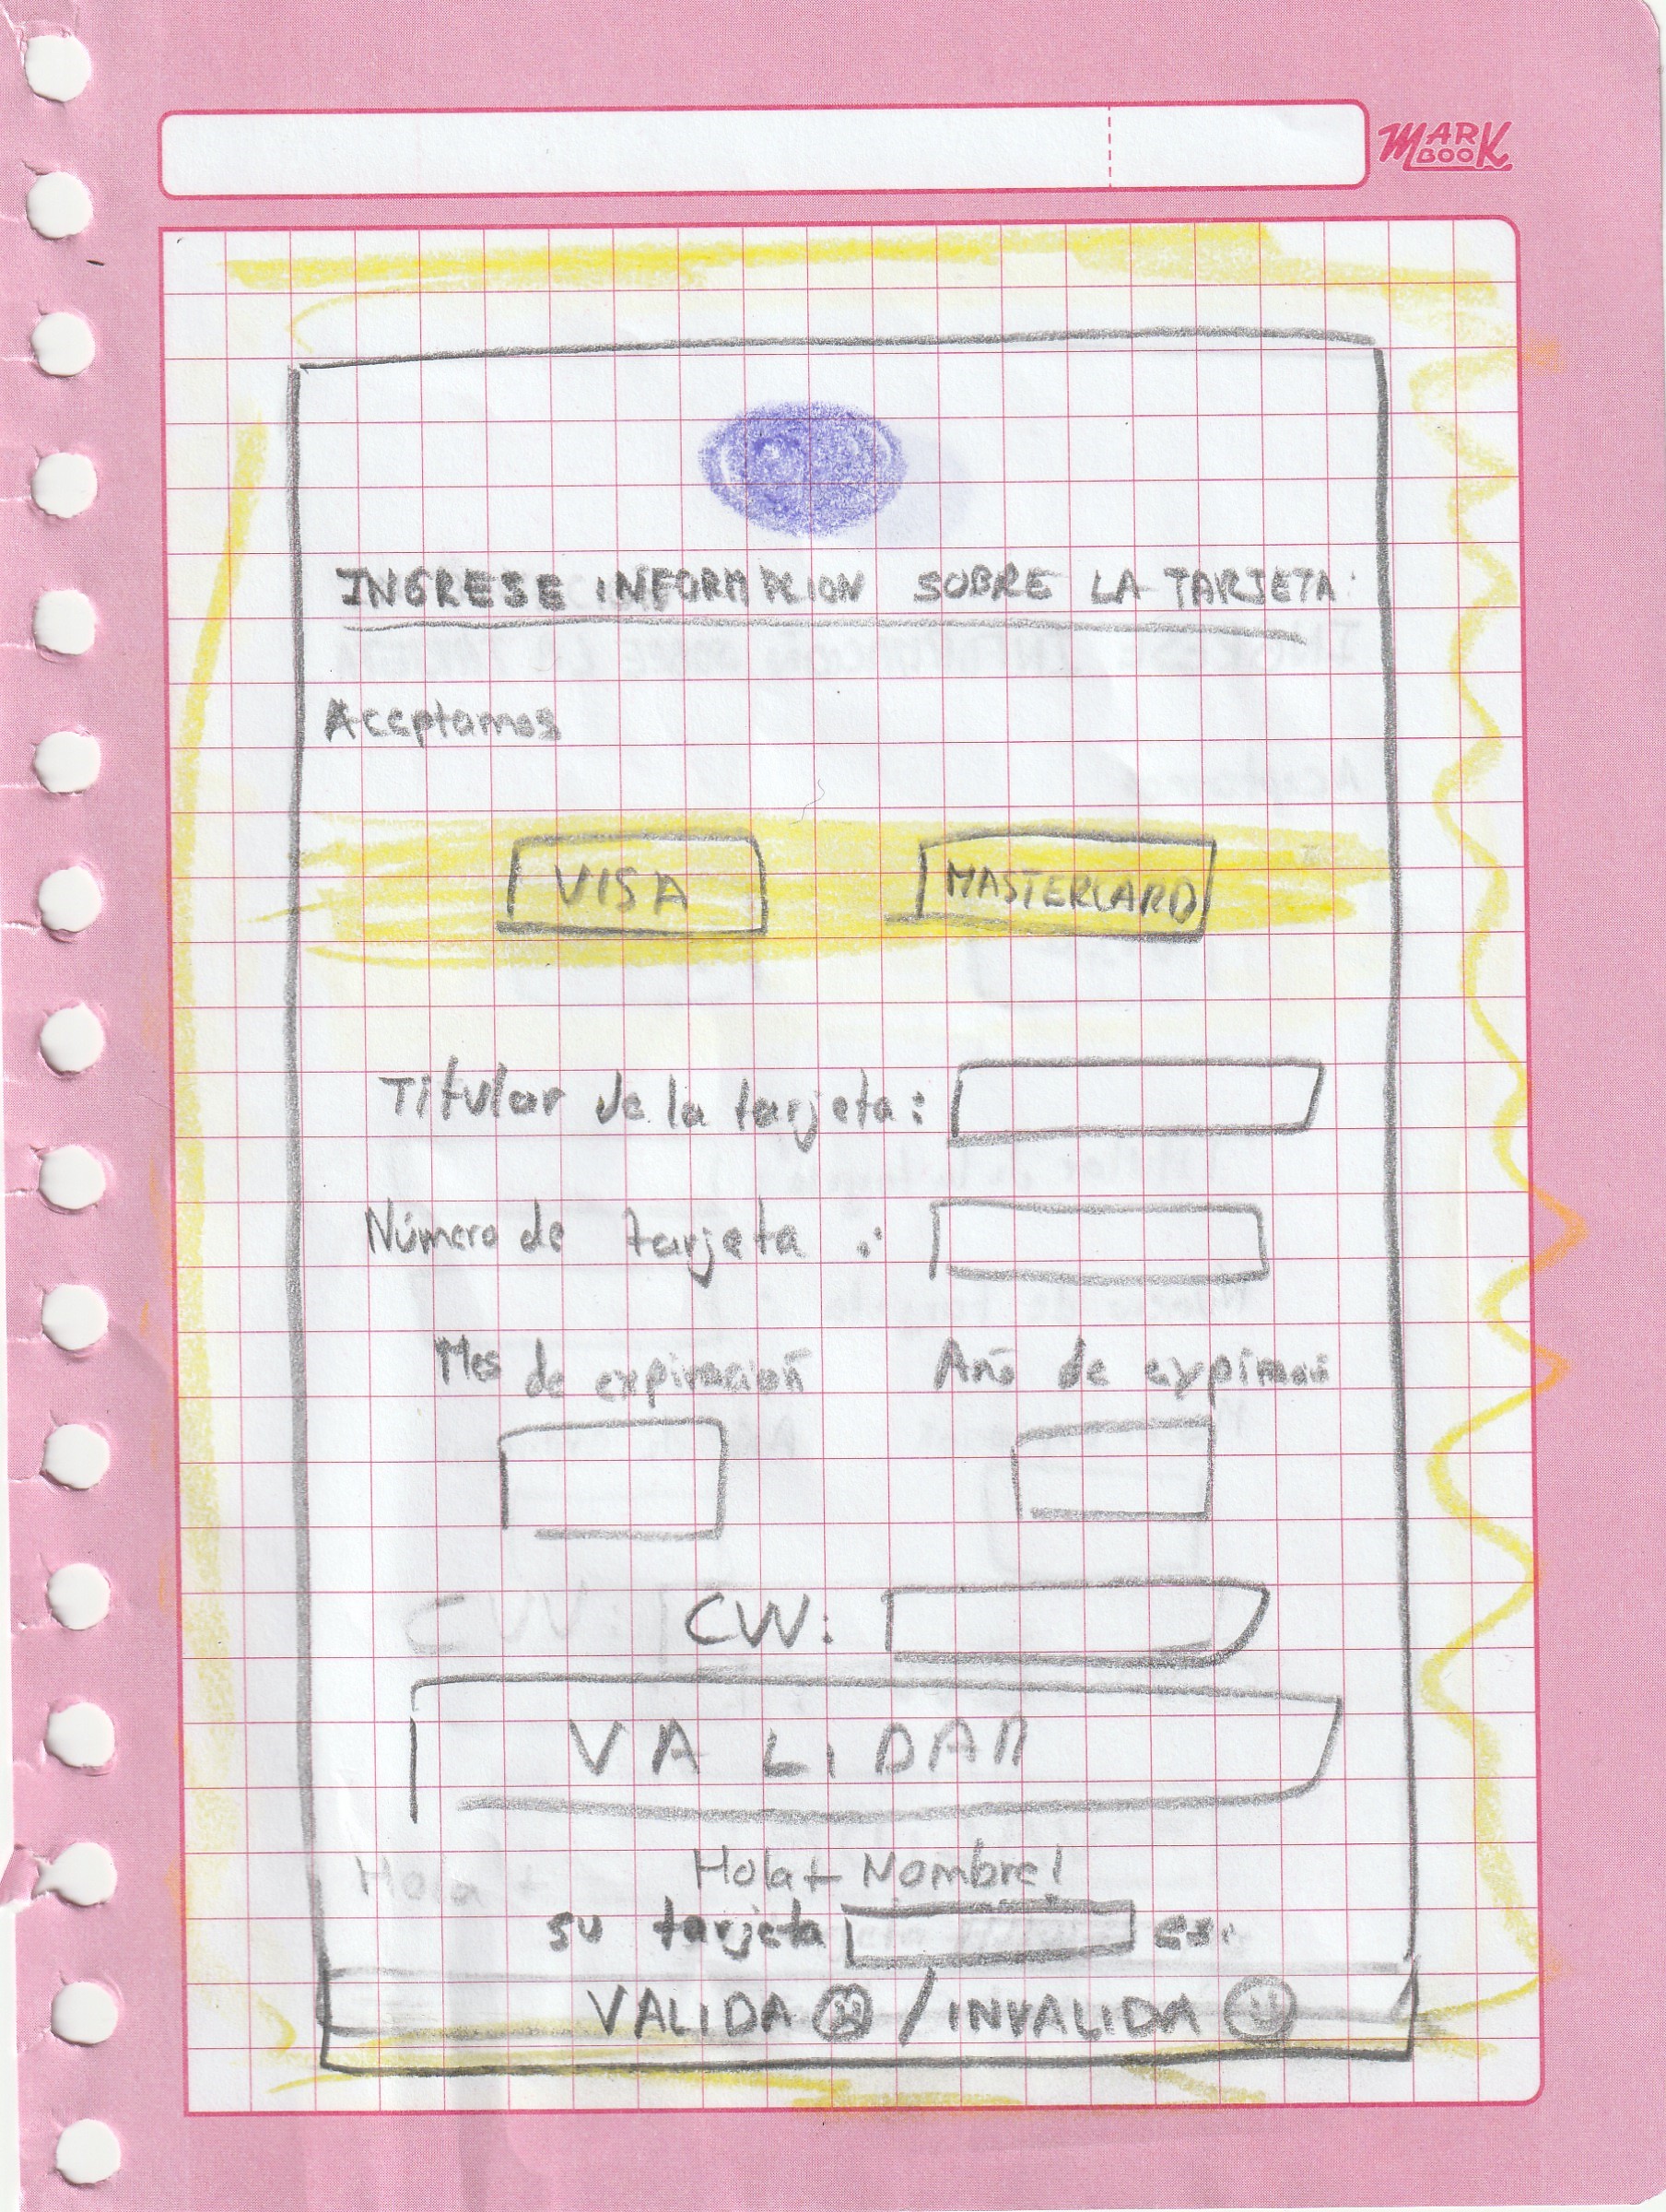 MARK BOOK
INGRESE INFORMACION SOBRE LA TARJETA:
Aceptamos
VISA MASTERCARD
Titular de la tarjeta:
Número de tarjeta :
Mes de expiración Año de expiracio
CVV:
VALIDAR
Hola + Nombre!
su tarjeta es:
VALIDA / INVALIDA